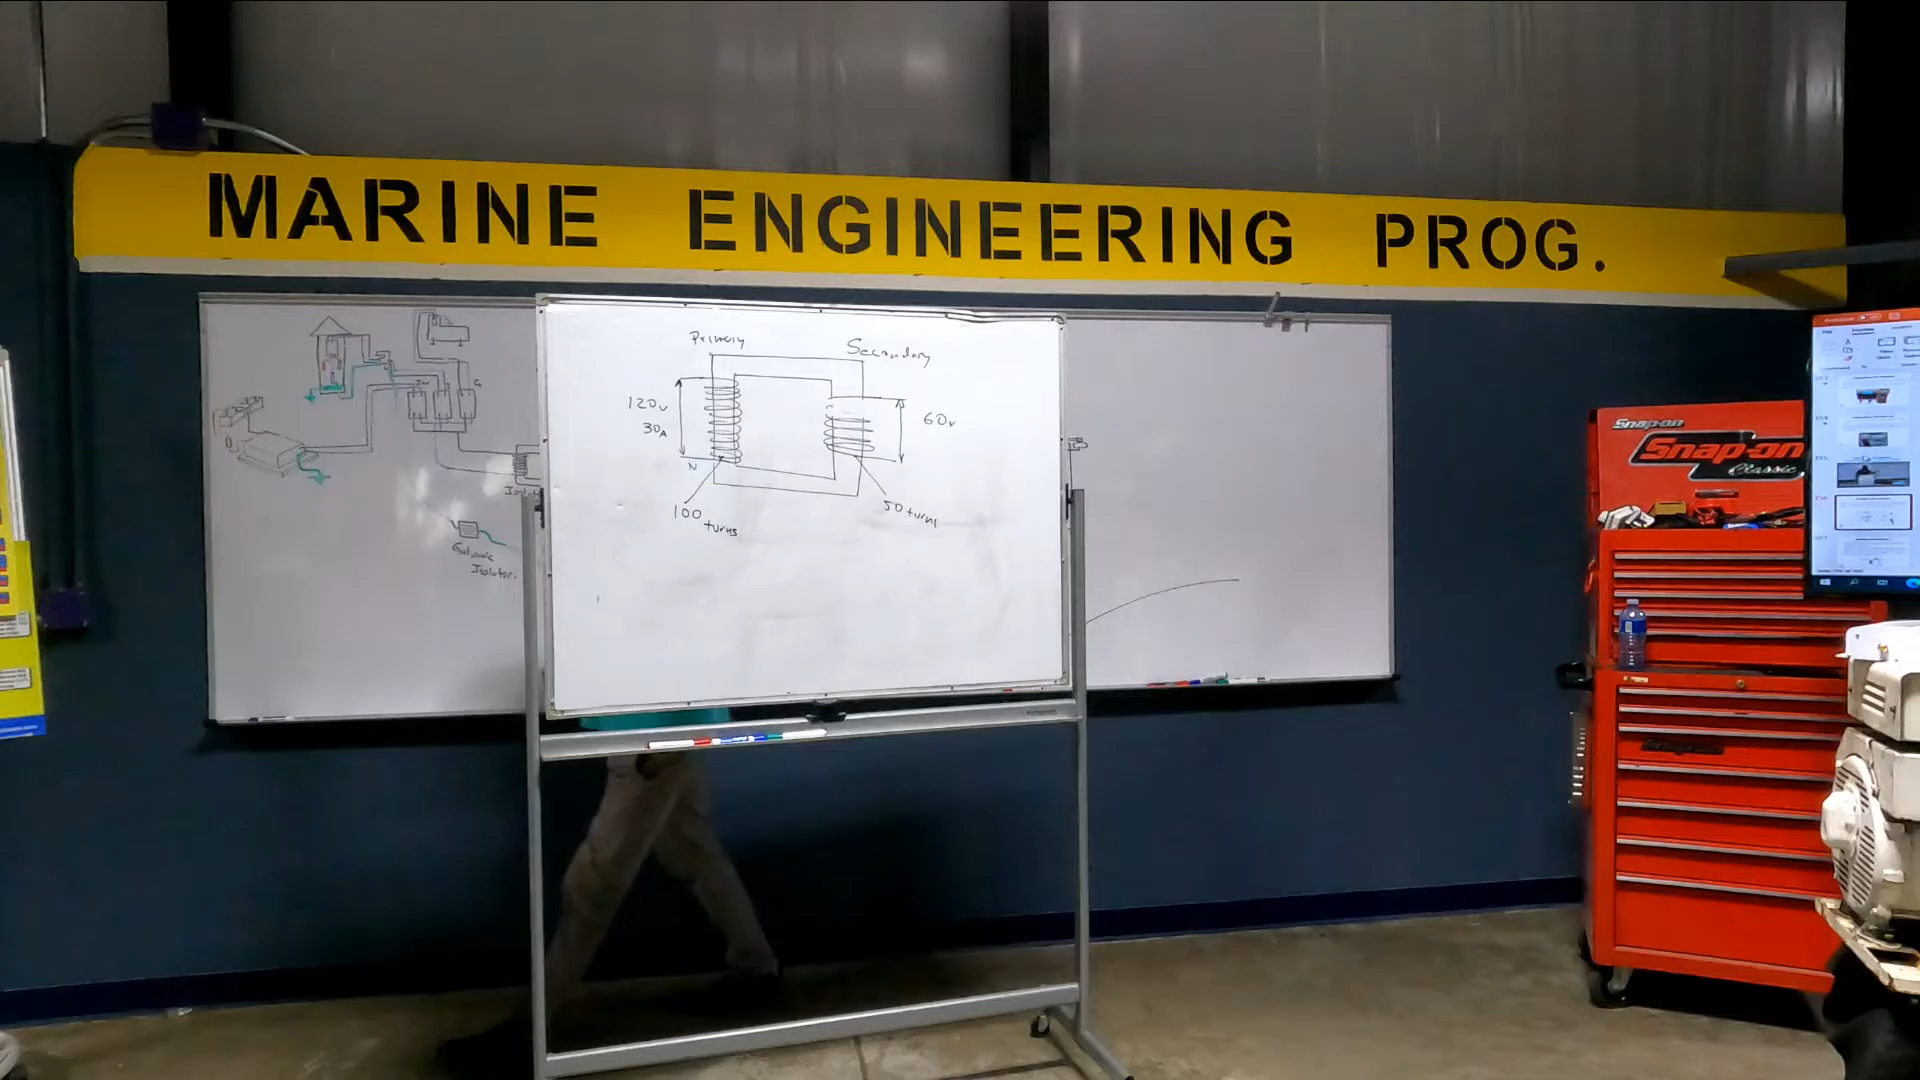 MARINE ENGINEERING PROG.
Primary
Secondary
120v
30A
60v
N
100
turns
50 turns
Galvanic
Isolator.
Snap-on
Snap-on
Classic